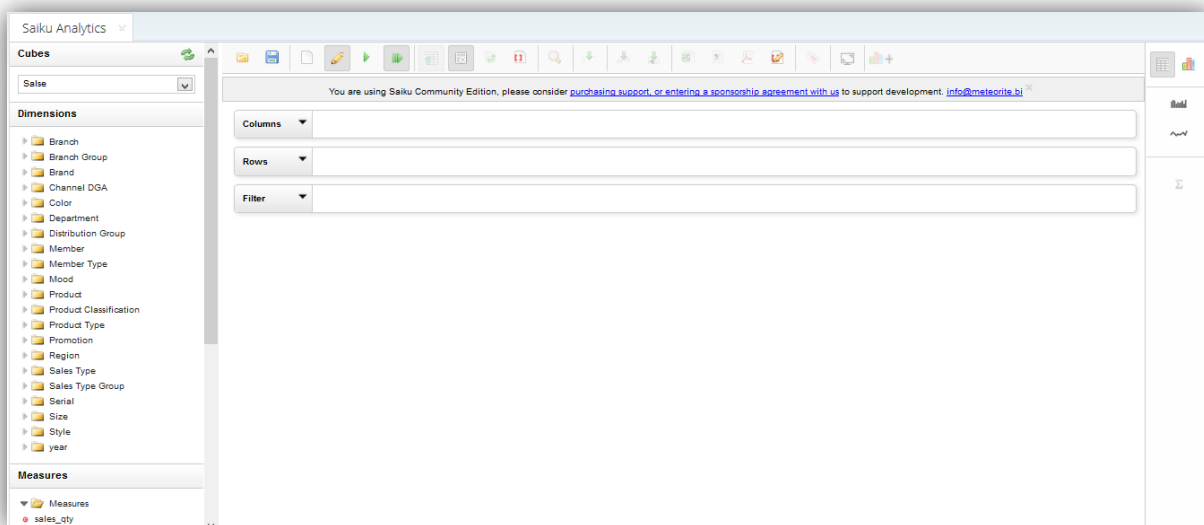 Saiku Analytics
Cubes
Salse
Dimensions
Branch
Branch Group
Brand
Channel DGA
Color
Department
Distribution Group
Member
Member Type
Mood
Product
Product Classification
Product Type
Promotion
Region
Sales Type
Sales Type Group
Serial
Size
Style
year
Measures
Measures
sales_qty
You are using Saiku Community Edition, please consider purchasing support, or entering a sponsorship agreement with us to support development. info@meteorite.bi
Columns
Rows
Filter
Σ